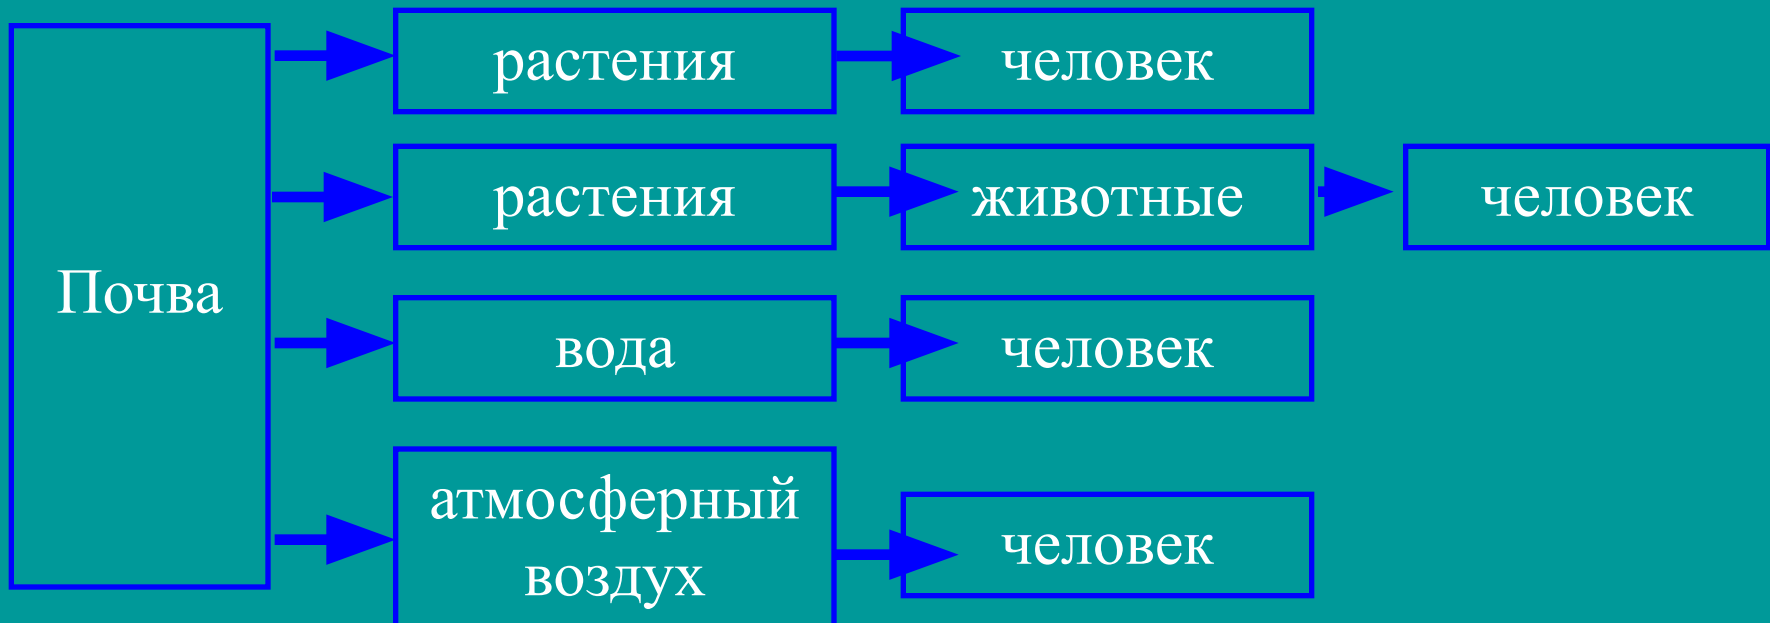 Почва
растения
человек
растения
животные
человек
вода
человек
атмосферный
воздух
человек